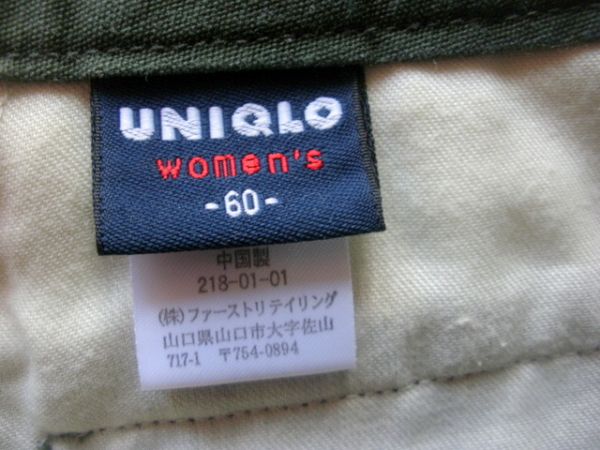 UNIQLO
women's
-60-
中国製
218-01-01
(株)ファーストリテイリング
山口県山口市大字佐山
717-1 〒754-0894